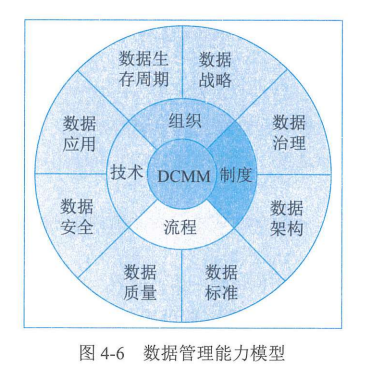 数据生
存周期
数据
战略
数据
应用
组织
数据
治理
技术
DCMM
制度
数据
安全
流程
数据
架构
数据
质量
数据
标准
图 4-6 数据管理能力模型